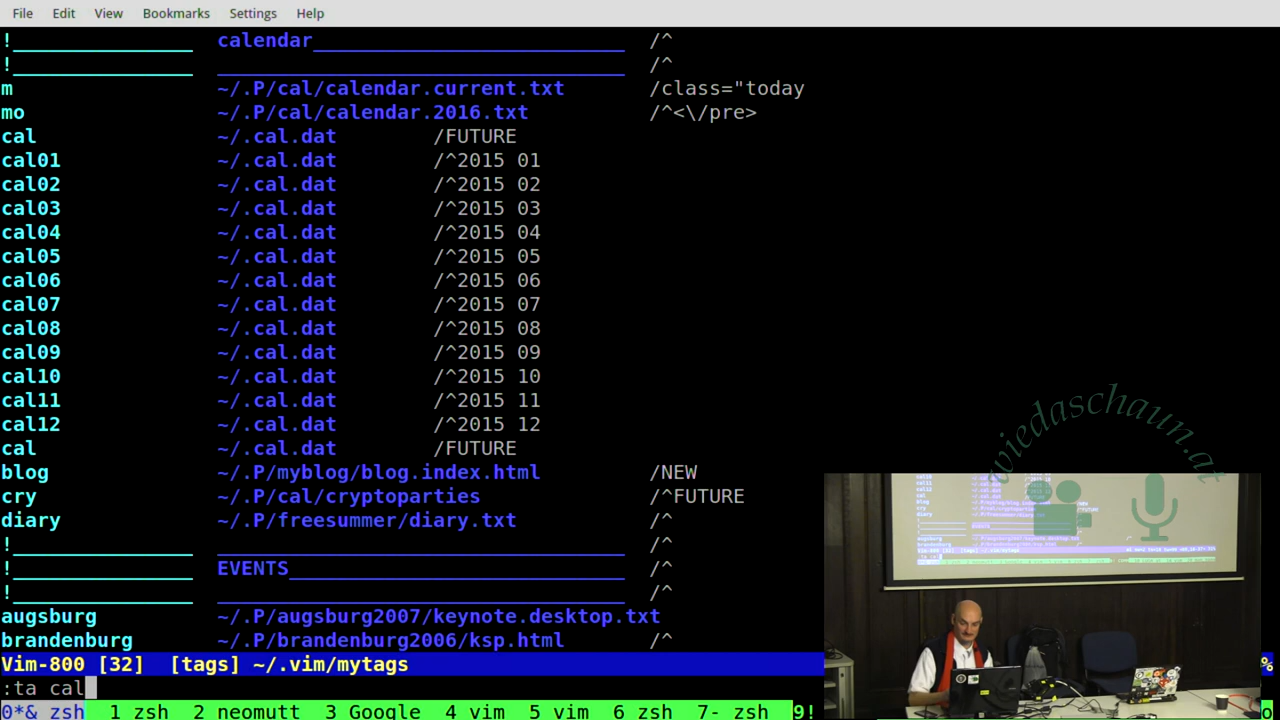 File Edit View Bookmarks Settings Help
!_______________ calendar__________________________ /^
!_______________ __________________________________ /^
m ~/.P/cal/calendar.current.txt /class="today
mo ~/.P/cal/calendar.2016.txt /^<\/pre>
cal ~/.cal.dat /FUTURE
cal01 ~/.cal.dat /^2015 01
cal02 ~/.cal.dat /^2015 02
cal03 ~/.cal.dat /^2015 03
cal04 ~/.cal.dat /^2015 04
cal05 ~/.cal.dat /^2015 05
cal06 ~/.cal.dat /^2015 06
cal07 ~/.cal.dat /^2015 07
cal08 ~/.cal.dat /^2015 08
cal09 ~/.cal.dat /^2015 09
cal10 ~/.cal.dat /^2015 10
cal11 ~/.cal.dat /^2015 11
cal12 ~/.cal.dat /^2015 12
cal ~/.cal.dat /FUTURE
blog ~/.P/myblog/blog.index.html /NEW
cry ~/.P/cal/cryptoparties /^FUTURE
diary ~/.P/freesummer/diary.txt /^
!_______________ __________________________________ /^
!_______________ EVENTS____________________________ /^
!_______________ __________________________________ /^
augsburg ~/.P/augsburg2007/keynote.desktop.txt
brandenburg ~/.P/brandenburg2006/ksp.html /^
Vim-800 [32] [tags] ~/.vim/mytags %
:ta cal
0*& zsh 1 zsh 2 neomutt 3 Google 4 vim 5 vim 6 zsh 7- zsh 9!
wiedaschaun.at